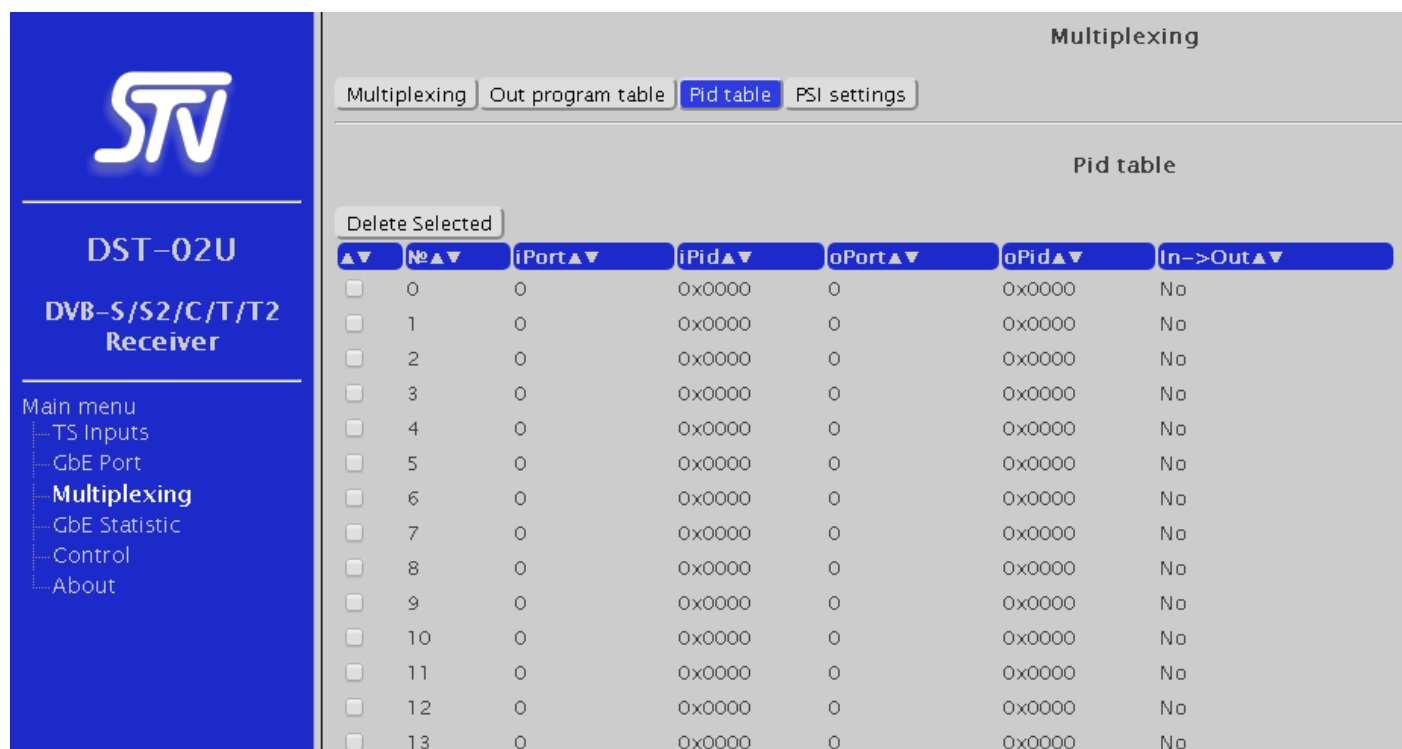 STV
DST-02U
DVB-S/S2/C/T/T2
Receiver
Main menu
TS Inputs
GbE Port
Multiplexing
GbE Statistic
Control
About
Multiplexing
Multiplexing Out program table Pid table PSI settings
Pid table
Delete Selected
▲▼ №▲▼ iPort▲▼ iPid▲▼ oPort▲▼ oPid▲▼ In->Out▲▼
0 0 0x0000 0 0x0000 No
1 0 0x0000 0 0x0000 No
2 0 0x0000 0 0x0000 No
3 0 0x0000 0 0x0000 No
4 0 0x0000 0 0x0000 No
5 0 0x0000 0 0x0000 No
6 0 0x0000 0 0x0000 No
7 0 0x0000 0 0x0000 No
8 0 0x0000 0 0x0000 No
9 0 0x0000 0 0x0000 No
10 0 0x0000 0 0x0000 No
11 0 0x0000 0 0x0000 No
12 0 0x0000 0 0x0000 No
13 0 0x0000 0 0x0000 No